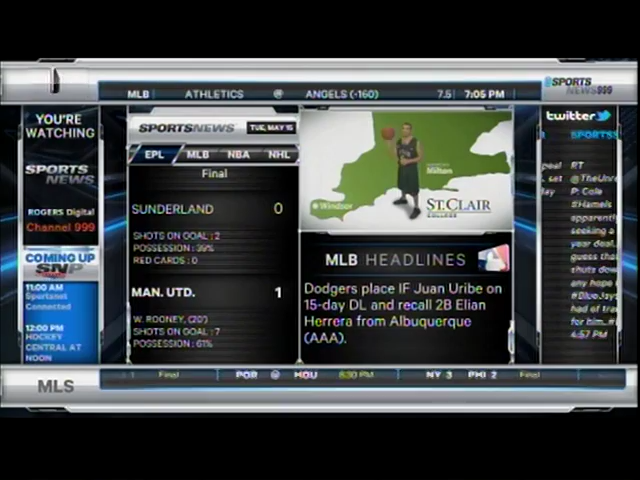 MLB ATHLETICS @ ANGELS (-160) 7.5 7:05 PM
@SPORTS
NEWS999
YOU'RE
WATCHING
SPORTS
NEWS
ROGERS Digital
Channel 999
COMING UP
SNP
11:00 AM
Sportsnet
Connected
12:00 PM
HOCKEY
CENTRAL AT
NOON
SPORTSNEWS TUE, MAY 15
EPL MLB NBA NHL
Final
SUNDERLAND 0
SHOTS ON GOAL : 2
POSSESSION : 39%
RED CARDS : 0
MAN. UTD. 1
W. ROONEY, (20')
SHOTS ON GOAL : 7
POSSESSION : 61%
Milton
Windsor
ST. CLAIR
COLLEGE
MLB HEADLINES
Dodgers place IF Juan Uribe on
15-day DL and recall 2B Elian
Herrera from Albuquerque
(AAA).
twitter
SPORTSS
RT
@TheUnre
P: Cole
#Hamels
apparentl
seeking a
year deal.
guess that
shuts down
any hope
#BlueJays
had of tra
for him. #
4:57 PM
set
MLS
Final POR @ HOU 8:30 PM NY 3 PHI 2 Final